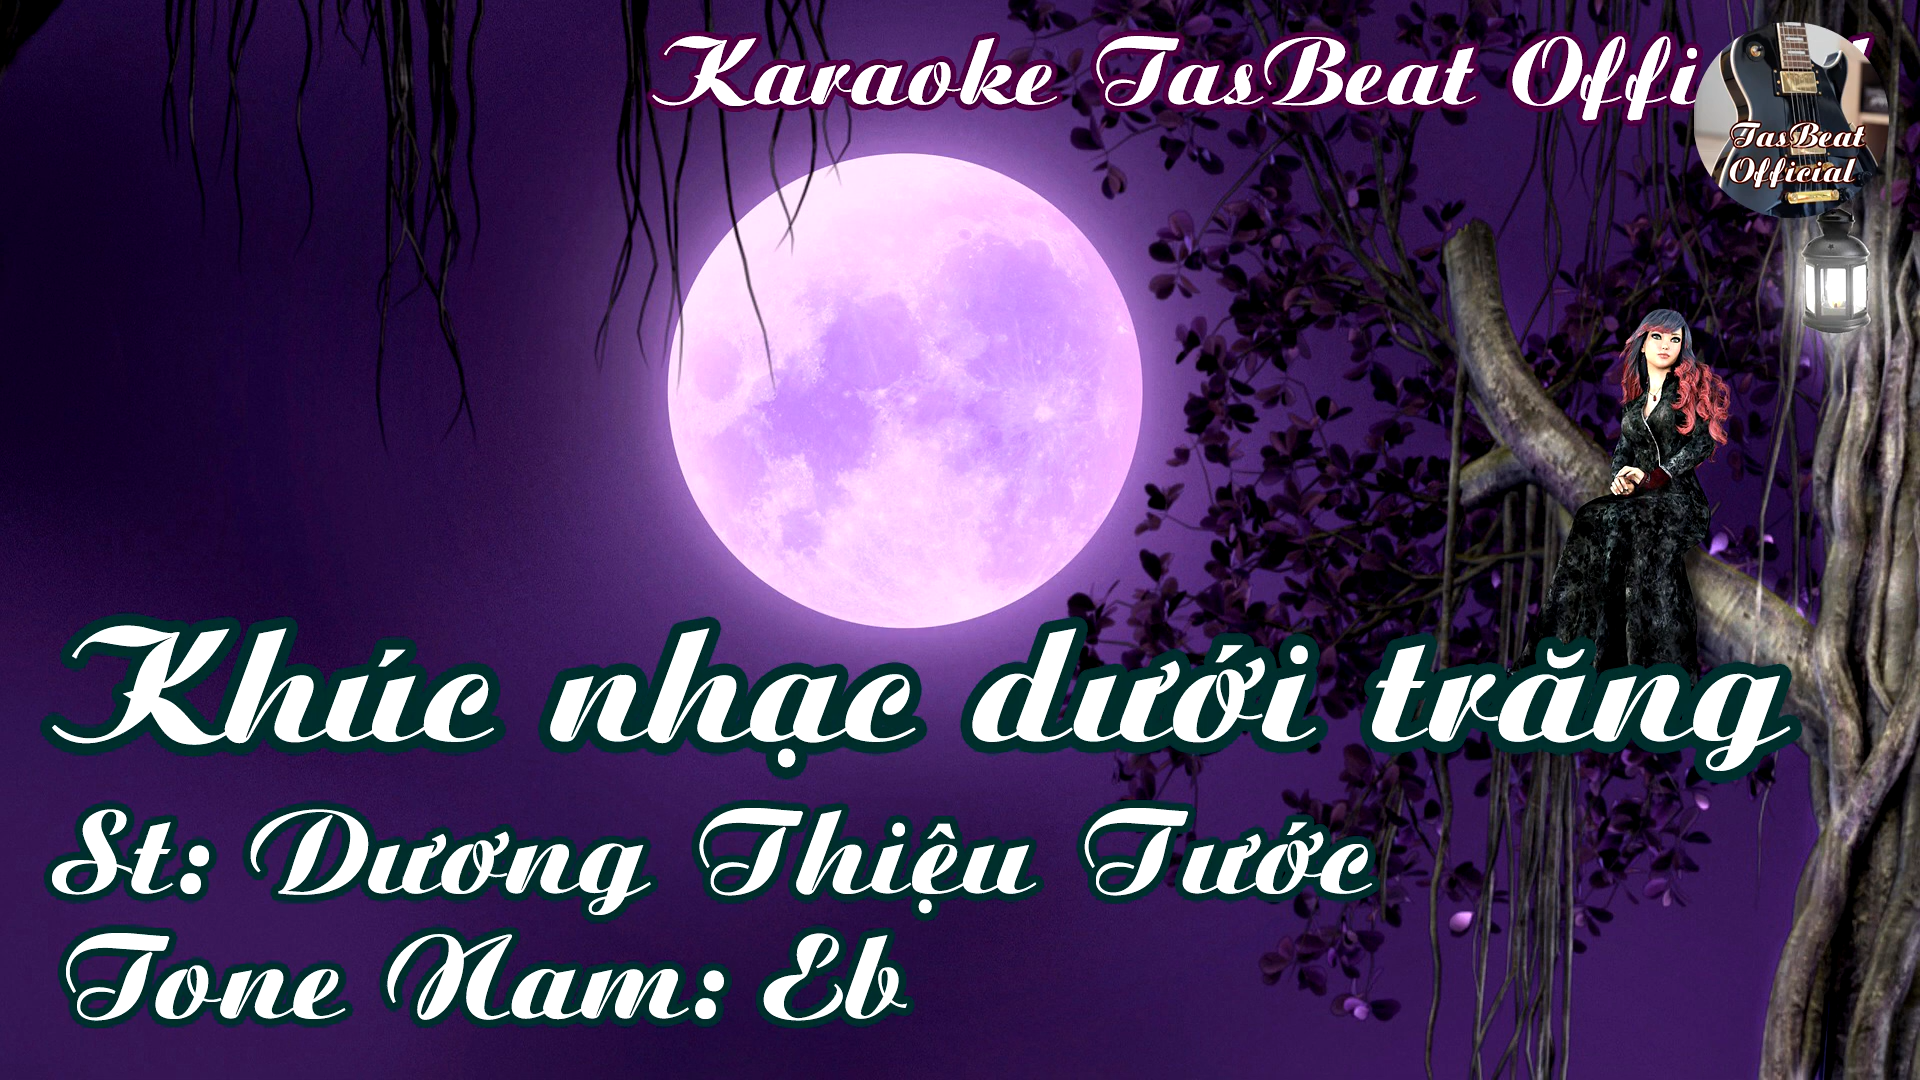 Karaoke TasBeat Offi
TasBeat
Official
Khúc nhạc dưới trăng
St: Dương Thiệu Tước
Tone Nam: Eb